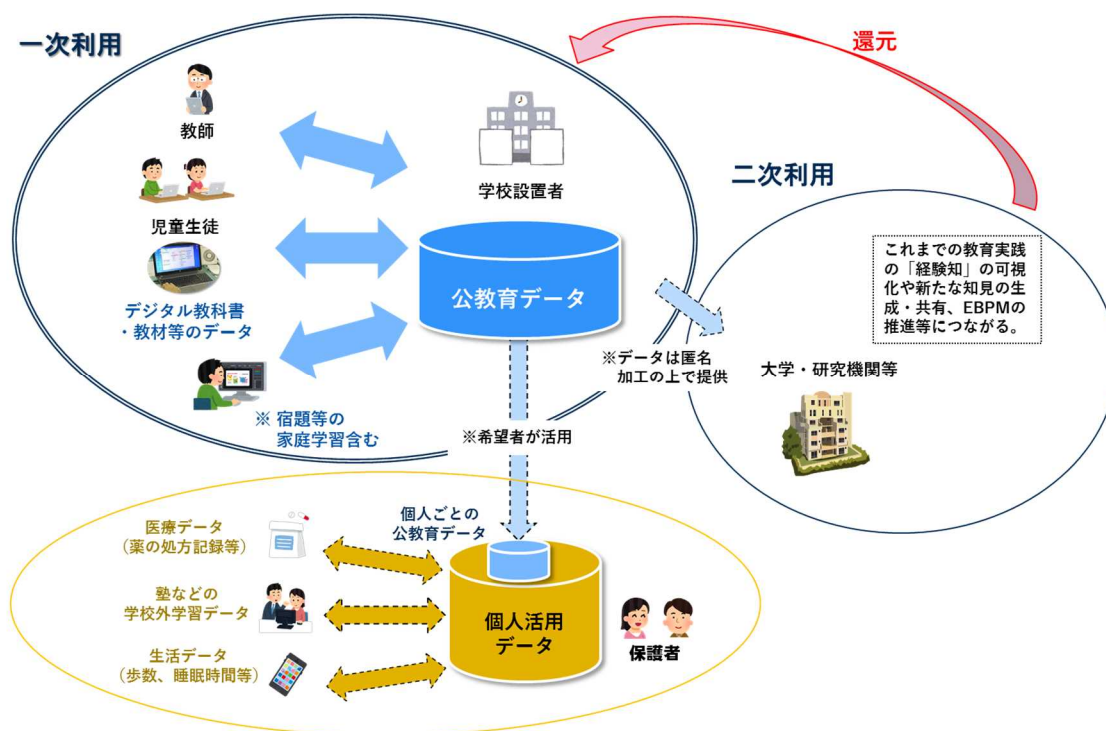 一次利用
教師
児童生徒
デジタル教科書
・教材等のデータ
※ 宿題等の
家庭学習含む
学校設置者
公教育データ
※希望者が活用
※データは匿名
加工の上で提供
還元
二次利用
これまでの教育実践
の「経験知」の可視
化や新たな知見の生
成・共有、EBPMの
推進等につながる。
大学・研究機関等
医療データ
（薬の処方記録等）
塾などの
学校外学習データ
生活データ
（歩数、睡眠時間等）
個人ごとの
公教育データ
個人活用
データ
保護者